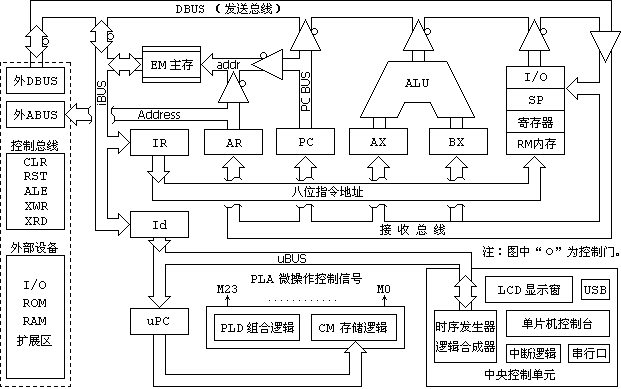 DBUS（发送总线）
外DBUS
外ABUS
控制总线
CLR
RST
ALE
XWR
XRD
外部设备
I/O
ROM
RAM
扩展区
IBUS
EM主存
addr
Address
PC BUS
ALU
I/O
SP
寄存器
RM内存
IR
AR
PC
AX
BX
八位指令地址
接收总线
Id
注：图中“O”为控制门。
uBUS
PLA 微操作控制信号
M23
............
M0
uPC
PLD 组合逻辑
CM 存储逻辑
LCD 显示窗
USB
时序发生器
逻辑合成器
单片机控制台
中断逻辑
串行口
中央控制单元